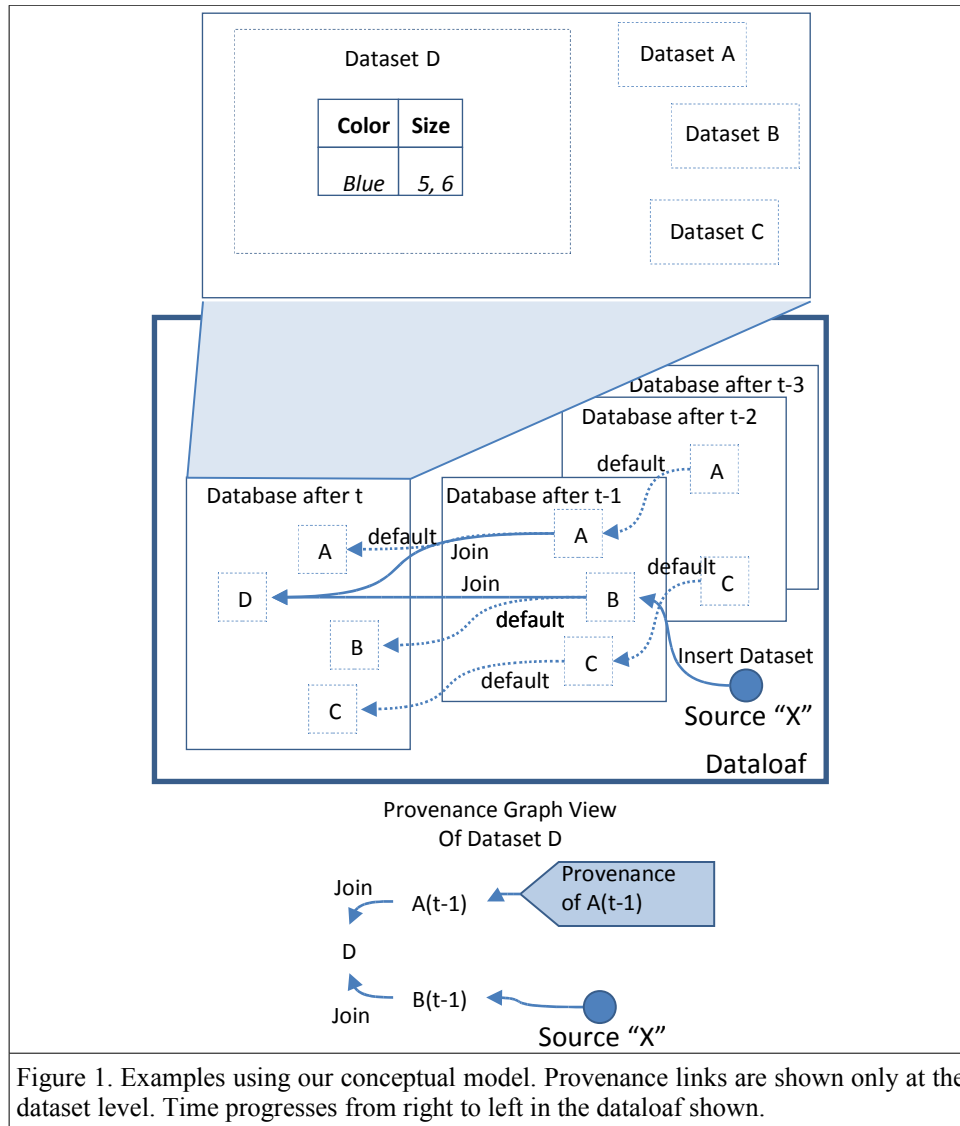 Dataset D
Dataset A
Dataset B
Dataset C
Color Size
Blue 5, 6
Database after t-3
Database after t-2
Database after t-1
Database after t
default
A
default
A
A
default
Join
C
D
Join
B
default
B
C
default
C
Insert Dataset
Source “X”
Dataloaf
Provenance Graph View
Of Dataset D
Join
A(t-1)
Provenance
of A(t-1)
D
Join
B(t-1)
Source “X”
Figure 1. Examples using our conceptual model. Provenance links are shown only at the
dataset level. Time progresses from right to left in the dataloaf shown.